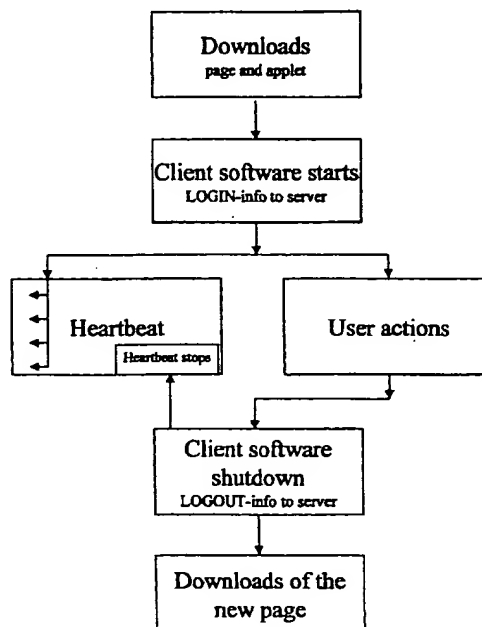 Downloads
page and applet
Client software starts
LOGIN-info to server
Heartbeat
Heartbeat stops
User actions
Client software
shutdown
LOGOUT-info to server
Downloads of the
new page